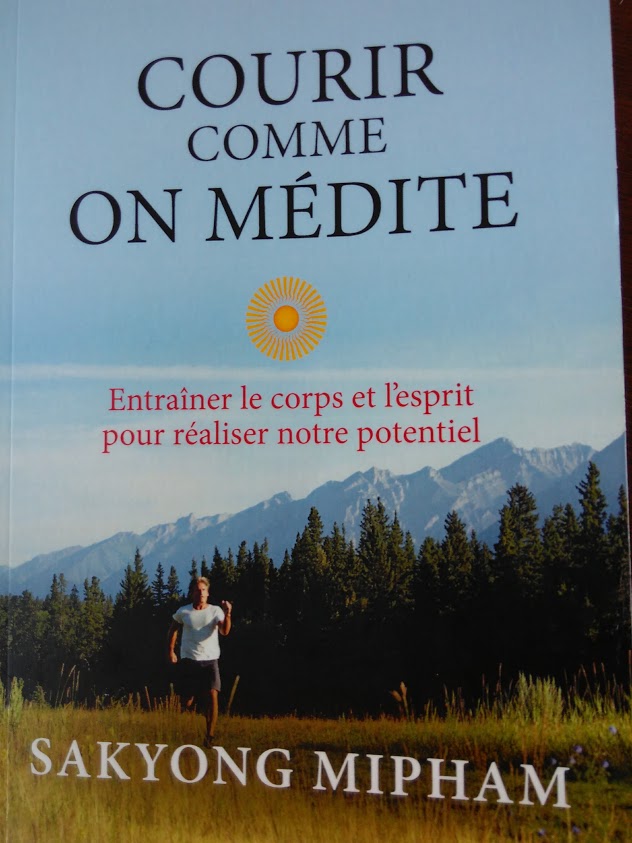 COURIR
COMME
ON MÉDITE
Entraîner le corps et l'esprit
pour réaliser notre potentiel
SAKYONG MIPHAM